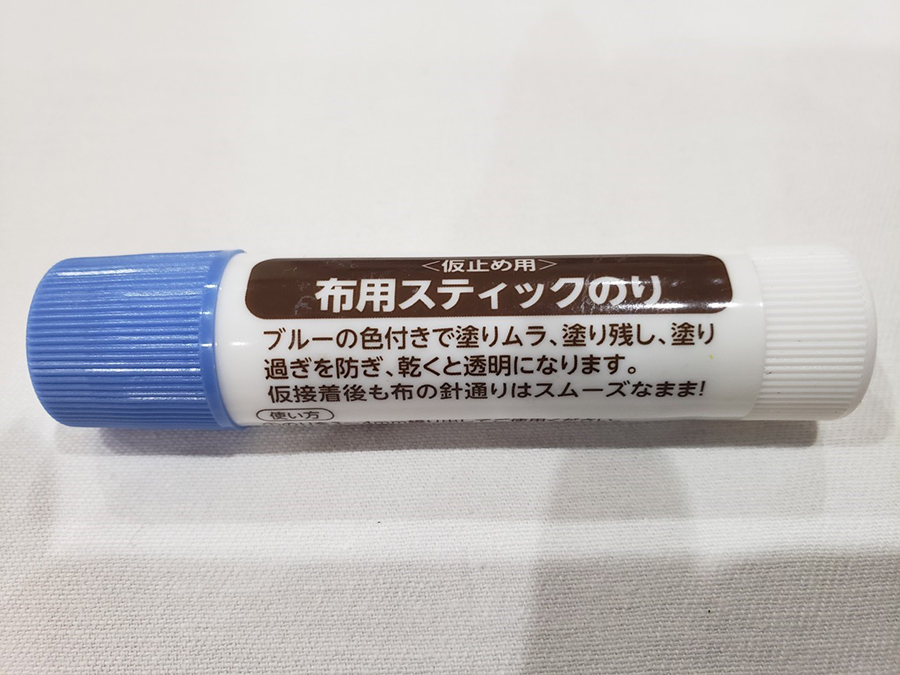 <仮止め用>
布用スティックのり
ブルーの色付きで塗りムラ、塗り残し、塗り
過ぎを防ぎ、乾くと透明になります。
仮接着後も布の針通りはスムーズなまま!
使い方